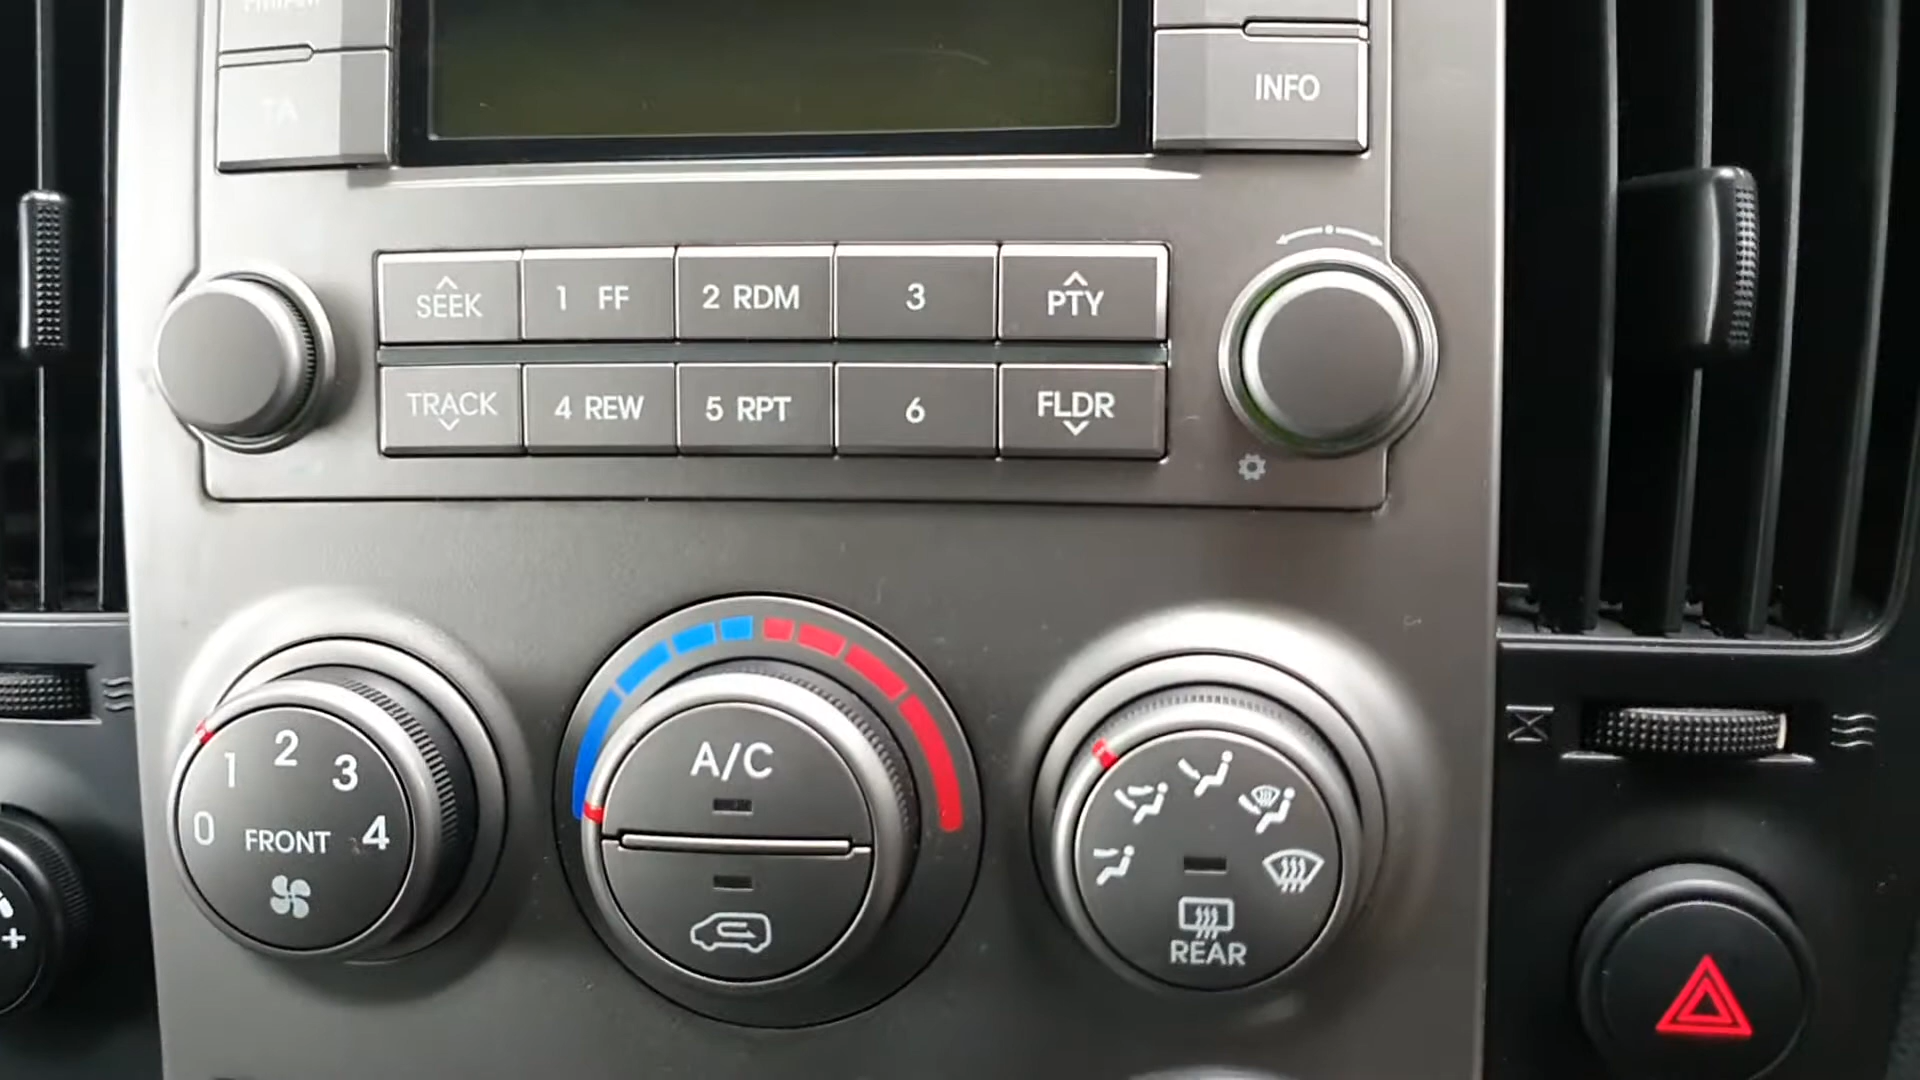 TA
INFO
SEEK
1 FF
2 RDM
3
PTY
TRACK
4 REW
5 RPT
6
FLDR
0 1 2 3 4
FRONT
A/C
REAR